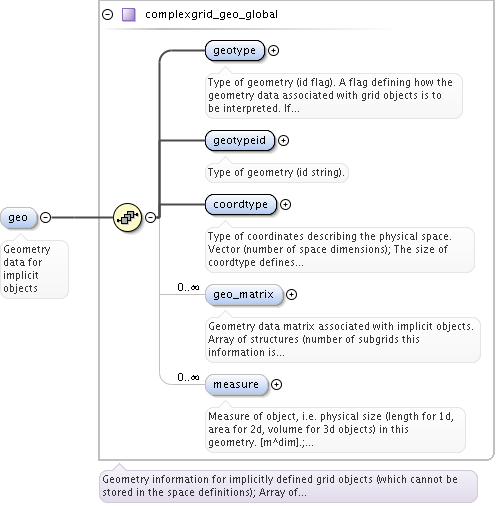 complexgrid_geo_global
geotype
Type of geometry (id flag). A flag defining how the
geometry data associated with grid objects is to
be interpreted. If...
geotypeid
Type of geometry (id string).
coordtype
Type of coordinates describing the physical space.
Vector (number of space dimensions); The size of
coordtype defines...
geo
Geometry
data for
implicit
objects
0..∞
geo_matrix
Geometry data matrix associated with implicit objects.
Array of structures (number of subgrids this
information is...
0..∞
measure
Measure of object, i.e. physical size (length for 1d,
area for 2d, volume for 3d objects) in this
geometry. [m^dim].;...
Geometry information for implicitly defined grid objects (which cannot be
stored in the space definitions); Array of...